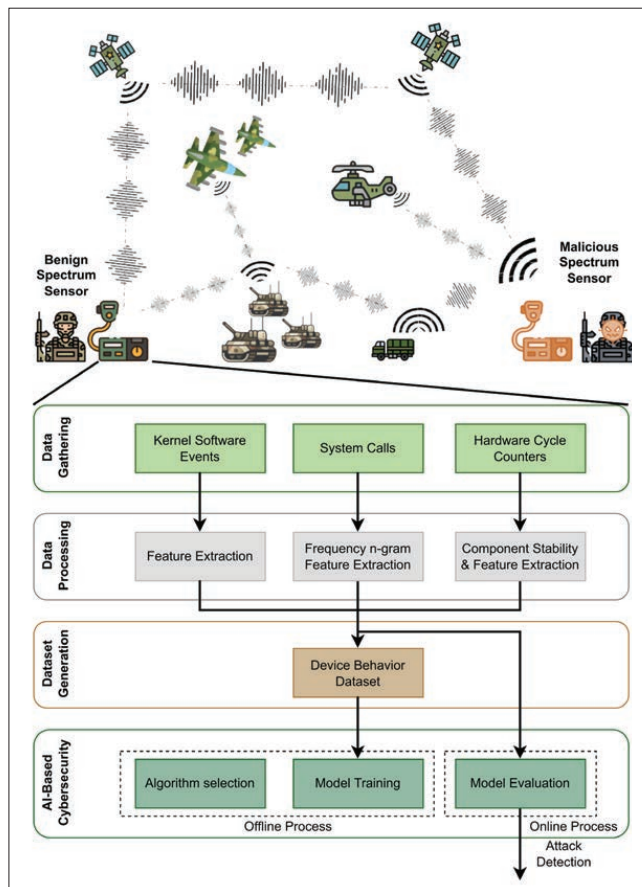 Benign
Spectrum
Sensor
Malicious
Spectrum
Sensor
Data
Gathering
Kernel Software
Events
System Calls
Hardware Cycle
Counters
Data
Processing
Feature Extraction
Frequency n-gram
Feature Extraction
Component Stability
& Feature Extraction
Dataset
Generation
Device Behavior
Dataset
AI-Based
Cybersecurity
Algorithm selection
Model Training
Model Evaluation
Offline Process
Online Process
Attack
Detection